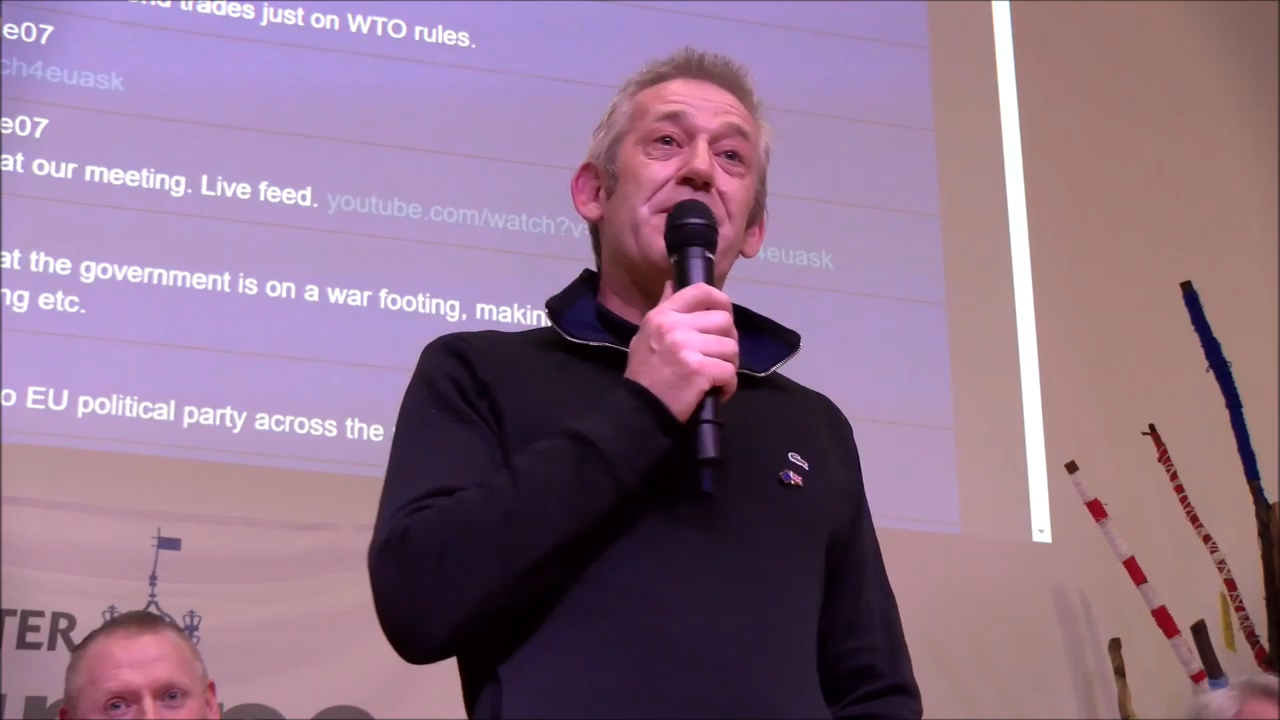 trades just on WTO rules.
e07
ch4euask
e07
at our meeting. Live feed. youtube.com/watch?v= 4euask
at the government is on a war footing, makin
ng etc.
o EU political party across the
TER